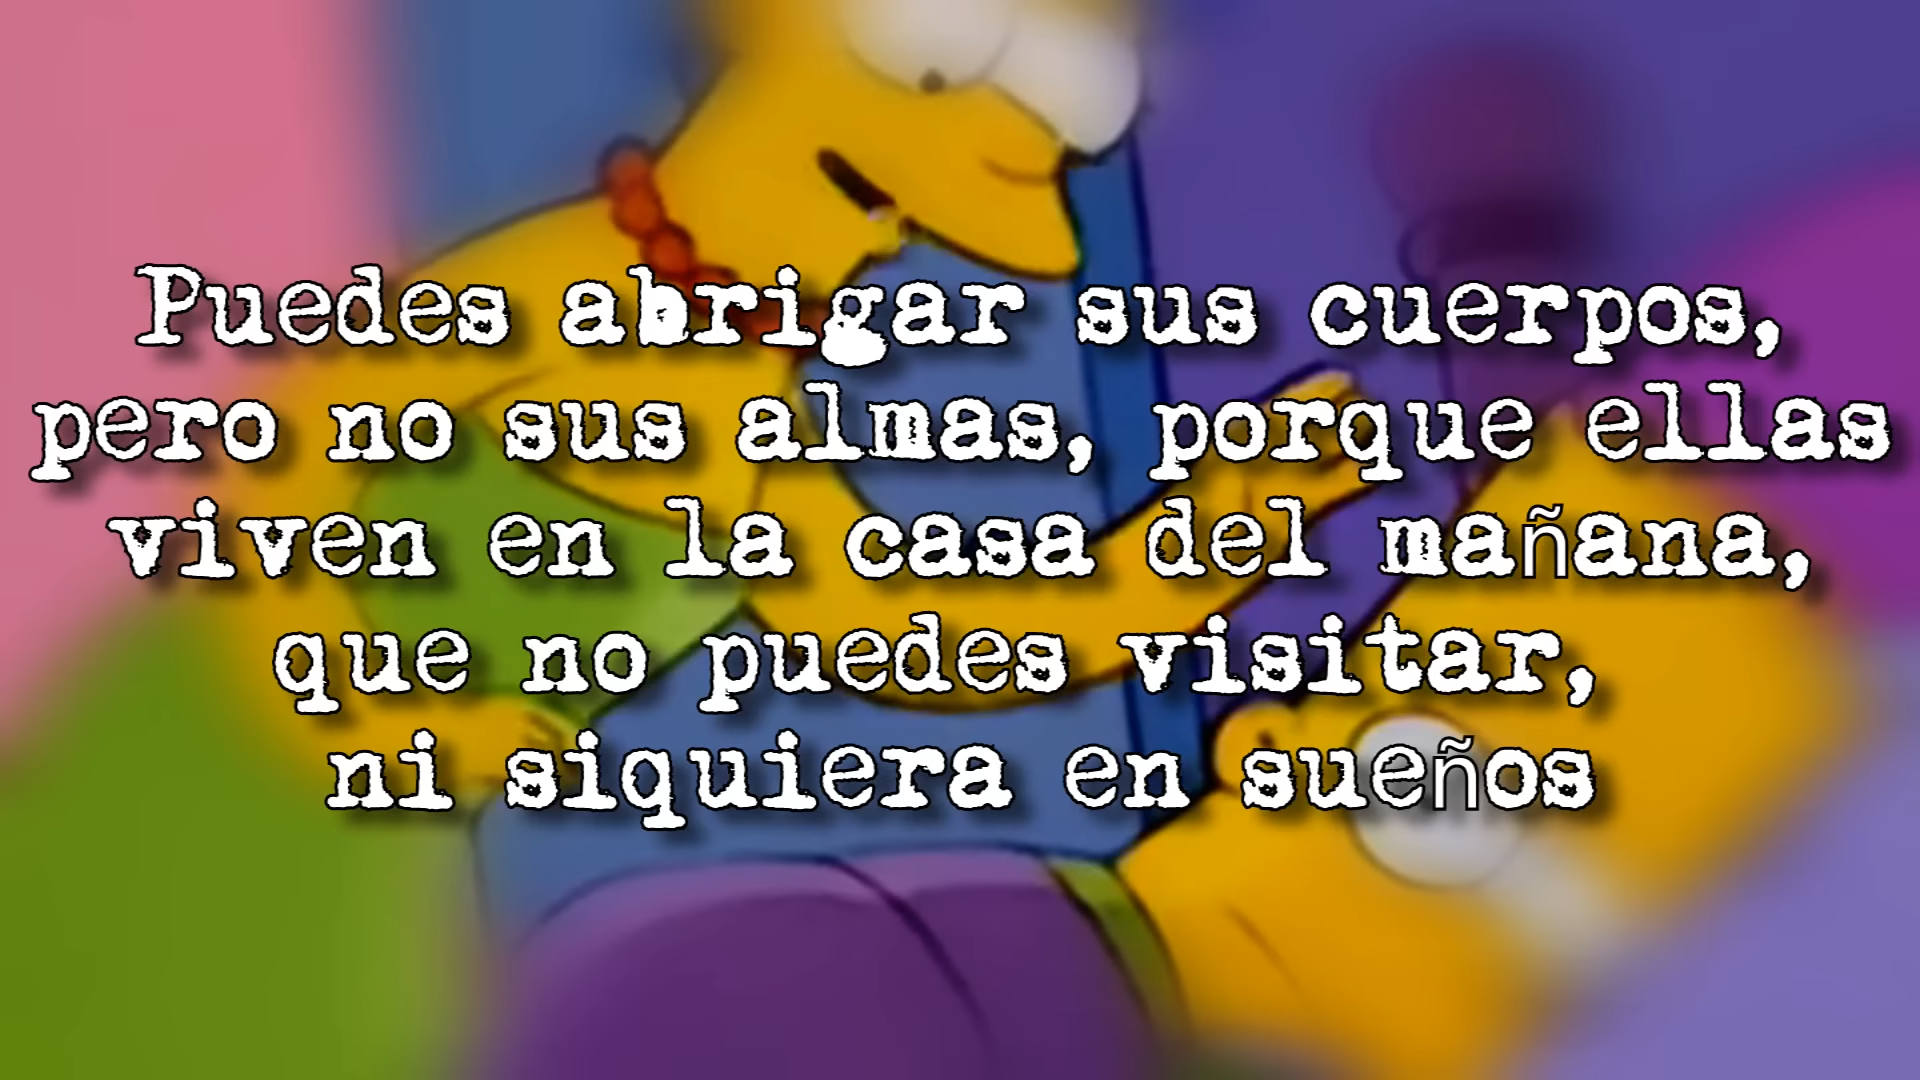 Puedes abrigar sus cuerpos,
pero no sus almas, porque ellas
viven en la casa del mañana,
que no puedes visitar,
ni siquiera en sueños